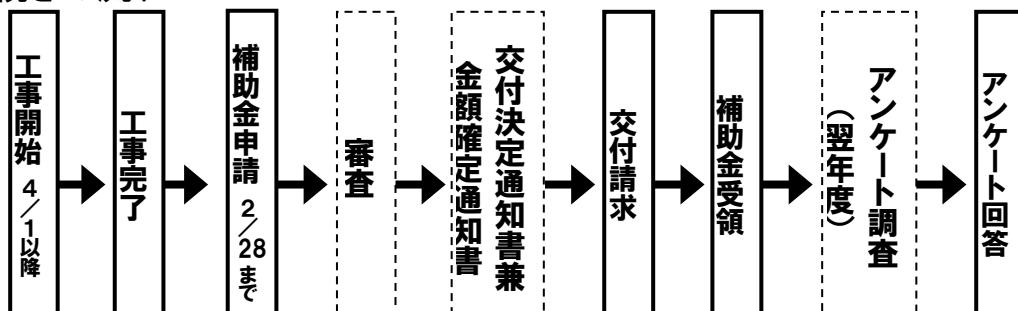 工事開始 4/1以降
工事完了
補助金申請 2/28まで
審査
交付決定通知書兼
金額確定通知書
交付請求
補助金受領
アンケート調査
（翌年度）
アンケート回答